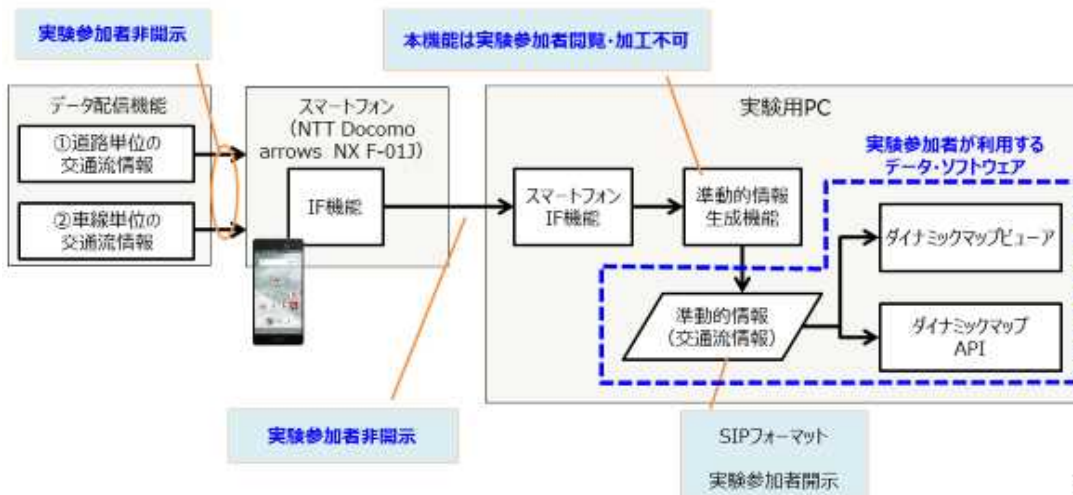 実験参加者非開示
本機能は実験参加者閲覧・加工不可
データ配信機能
①道路単位の
交通流情報
②車線単位の
交通流情報
スマートフォン
（NTT Docomo
arrows NX F-01J）
IF機能
実験用PC
実験参加者が利用する
データ・ソフトウェア
スマートフォン
IF機能
準動的情報
生成機能
ダイナミックマップビューア
準動的情報
（交通流情報）
ダイナミックマップ
API
実験参加者非開示
SIPフォーマット
実験参加者開示